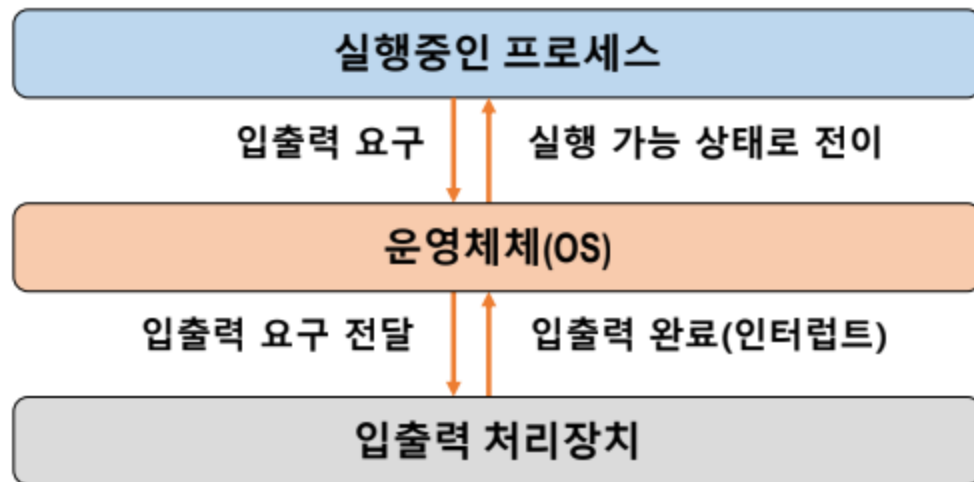 실행중인 프로세스
입출력 요구
실행 가능 상태로 전이
운영체체(OS)
입출력 요구 전달
입출력 완료(인터럽트)
입출력 처리장치